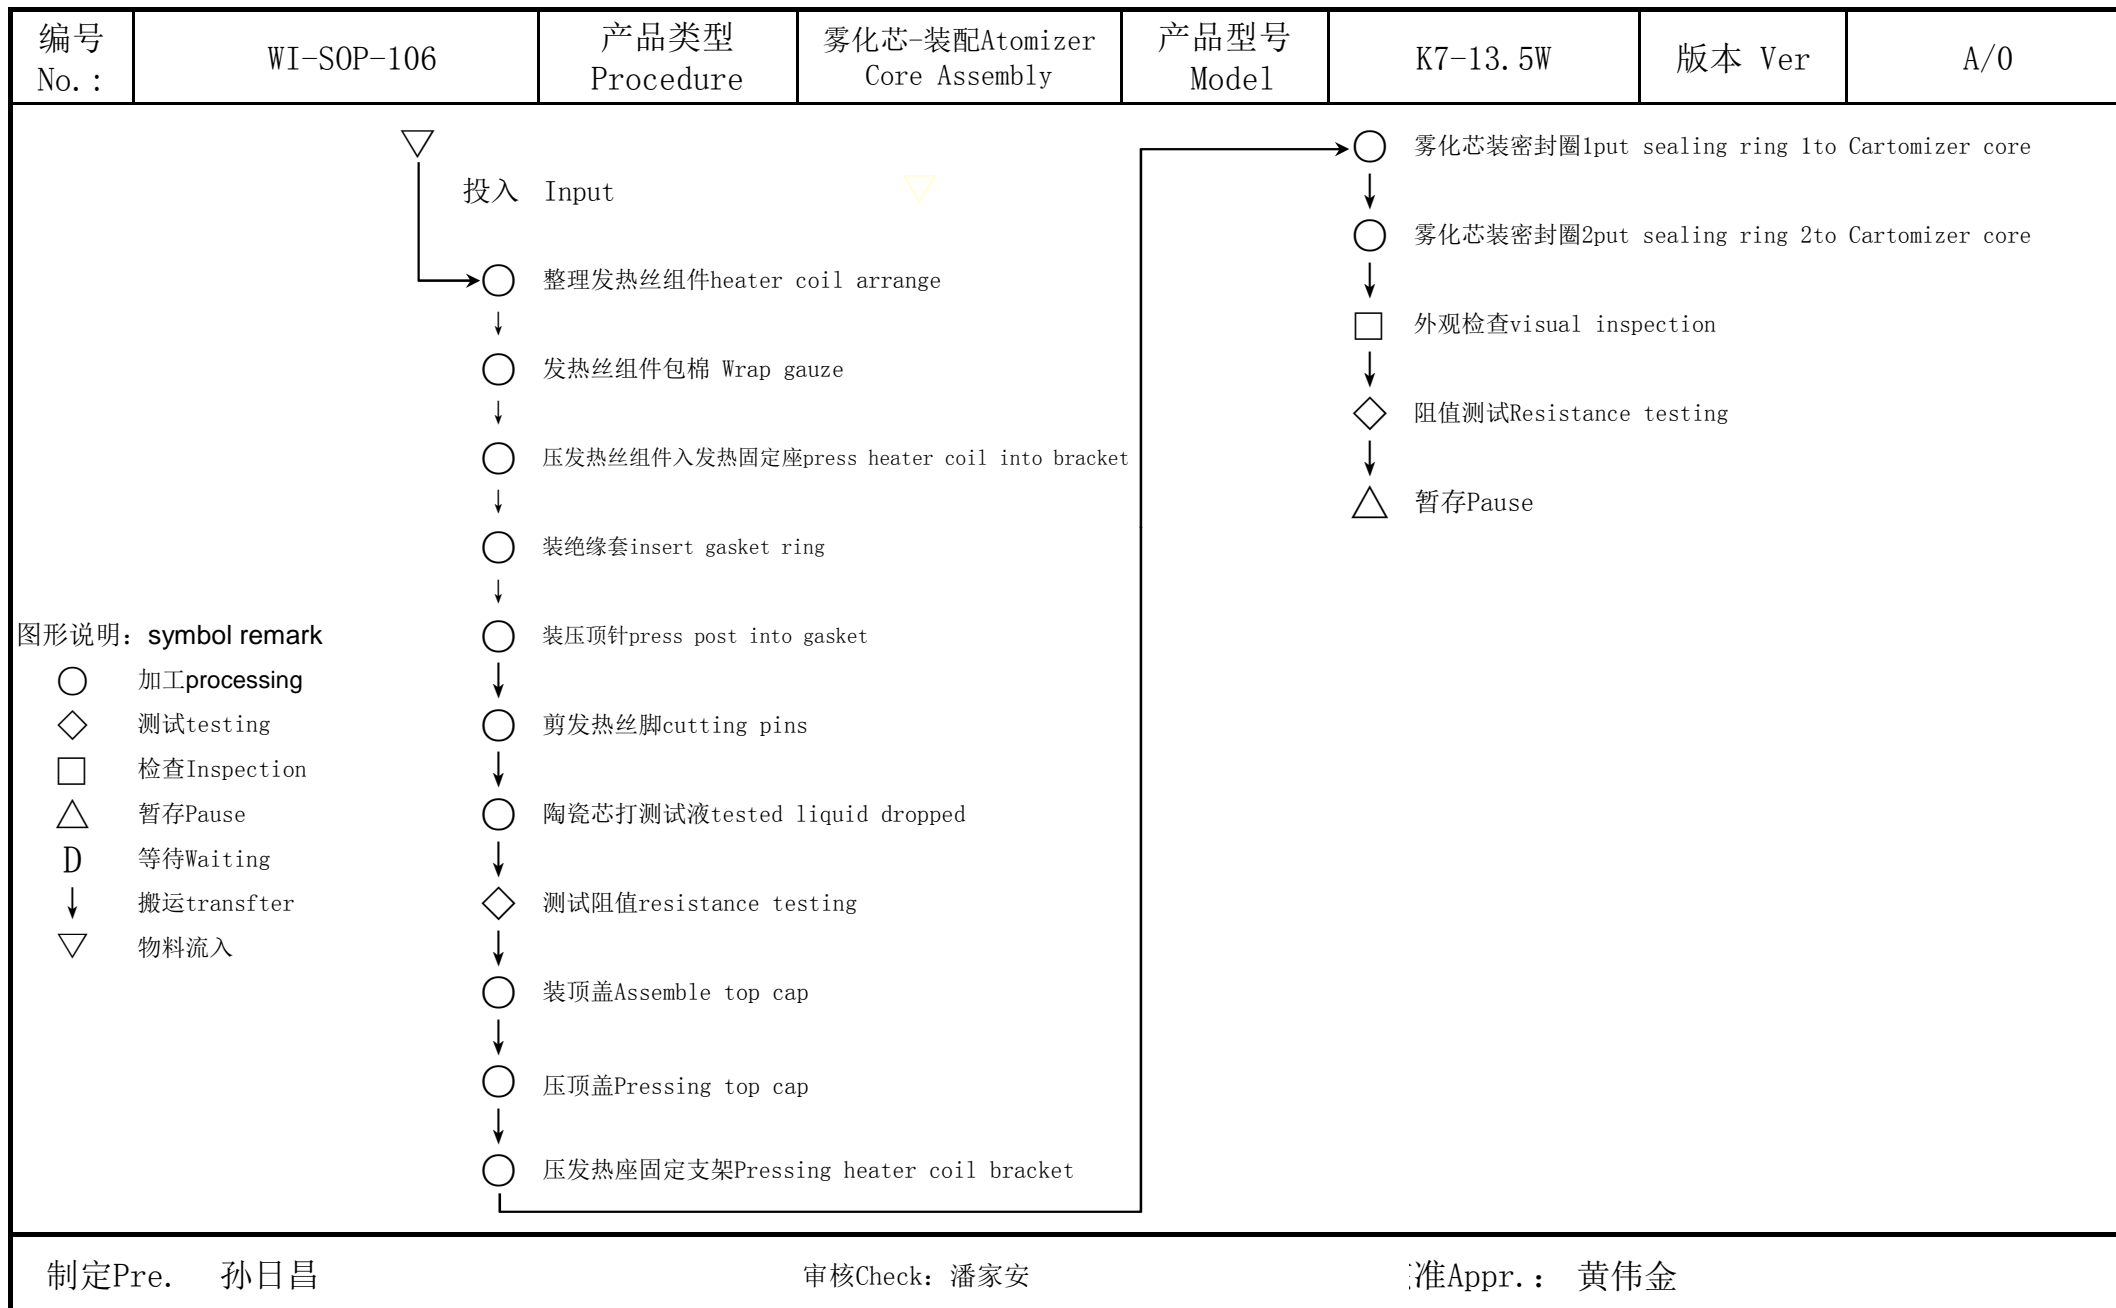 编号
No.:
WI-SOP-106
产品类型
Procedure
雾化芯-装配Atomizer
Core Assembly
产品型号
Model
K7-13.5W
版本 Ver
A/0
投入 Input
整理发热丝组件heater coil arrange
发热丝组件包棉 Wrap gauze
压发热丝组件入发热固定座press heater coil into bracket
装绝缘套insert gasket ring
装压顶针press post into gasket
剪发热丝脚cutting pins
陶瓷芯打测试液tested liquid dropped
测试阻值resistance testing
装顶盖Assemble top cap
压顶盖Pressing top cap
压发热座固定支架Pressing heater coil bracket
雾化芯装密封圈1put sealing ring 1to Cartomizer core
雾化芯装密封圈2put sealing ring 2to Cartomizer core
外观检查visual inspection
阻值测试Resistance testing
暂存Pause
图形说明: symbol remark
加工processing
测试testing
检查Inspection
暂存Pause
D 等待Waiting
搬运transfter
物料流入
制定Pre. 孙日昌
审核Check: 潘家安
准Appr.: 黄伟金